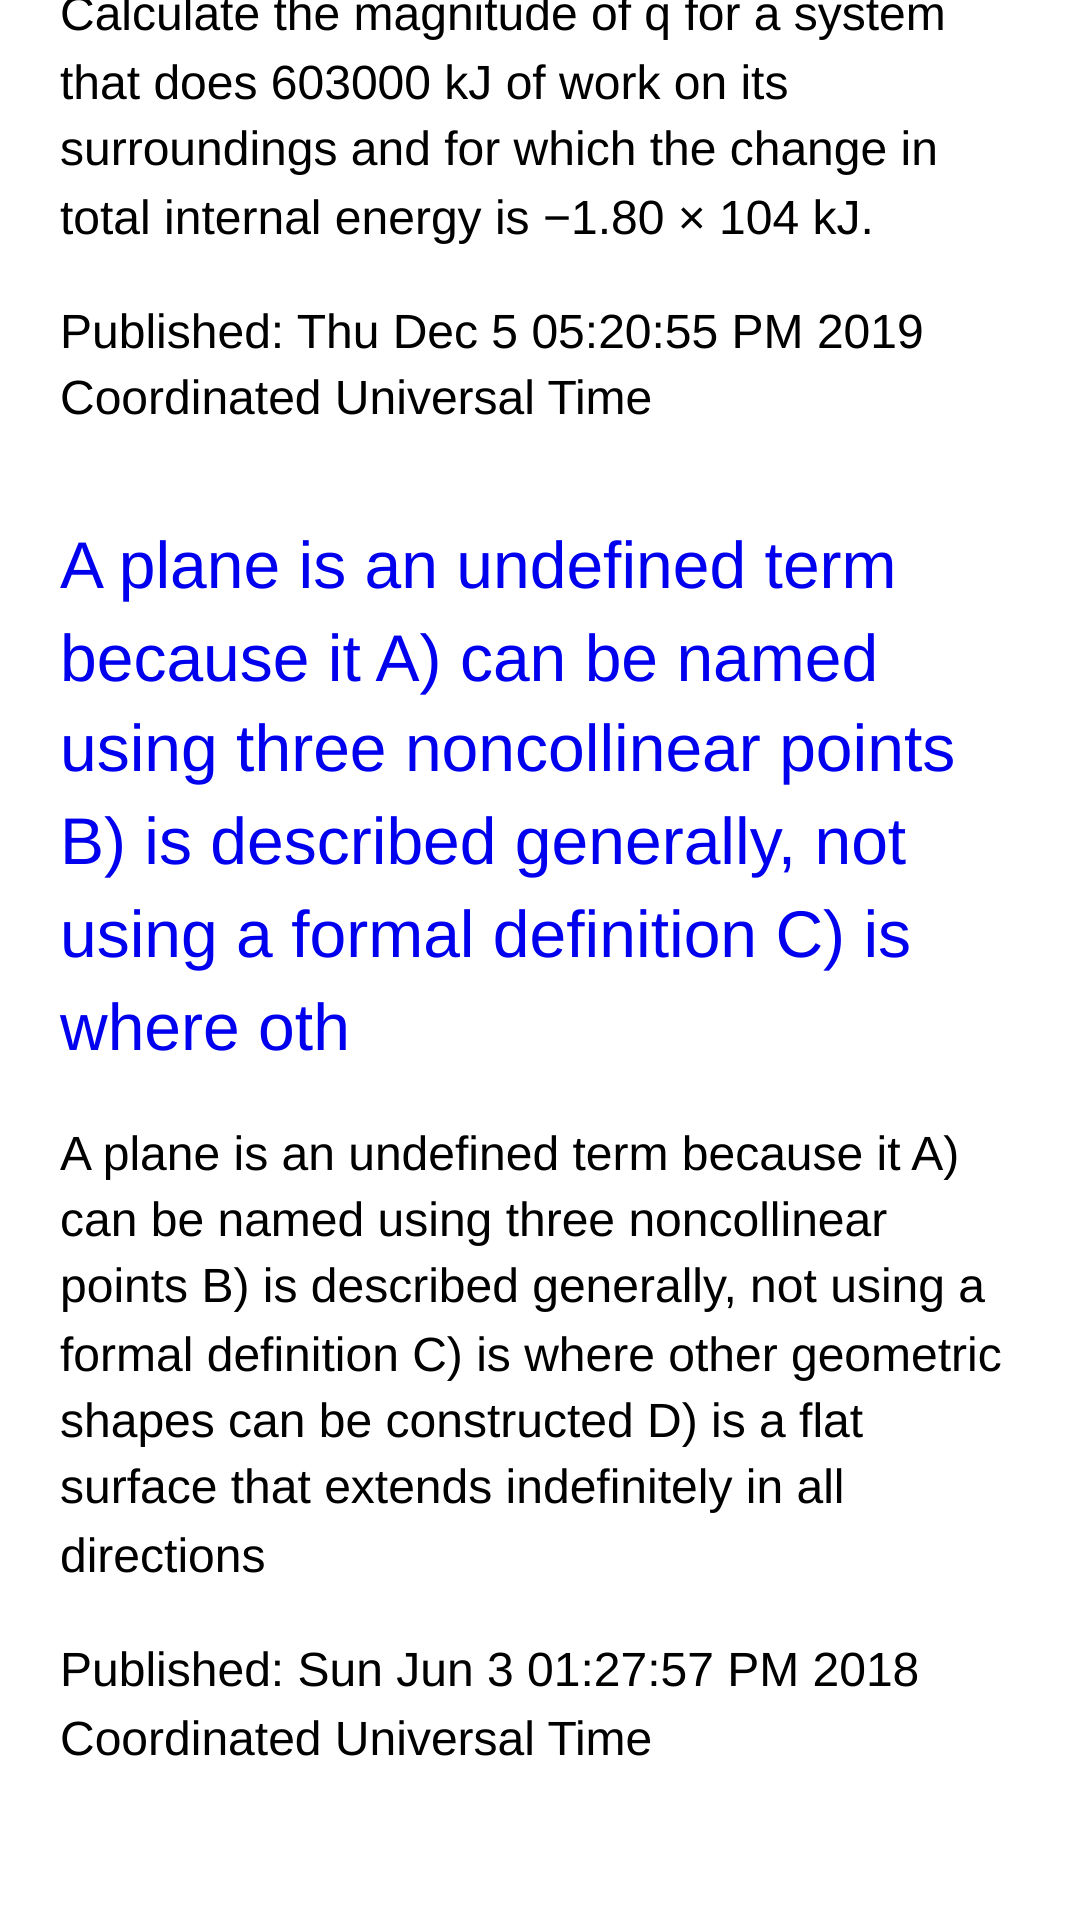 Calculate the magnitude of q for a system
that does 603000 kJ of work on its
surroundings and for which the change in
total internal energy is −1.80 × 104 kJ.
Published: Thu Dec 5 05:20:55 PM 2019
Coordinated Universal Time
A plane is an undefined term
because it A) can be named
using three noncollinear points
B) is described generally, not
using a formal definition C) is
where oth
A plane is an undefined term because it A)
can be named using three noncollinear
points B) is described generally, not using a
formal definition C) is where other geometric
shapes can be constructed D) is a flat
surface that extends indefinitely in all
directions
Published: Sun Jun 3 01:27:57 PM 2018
Coordinated Universal Time